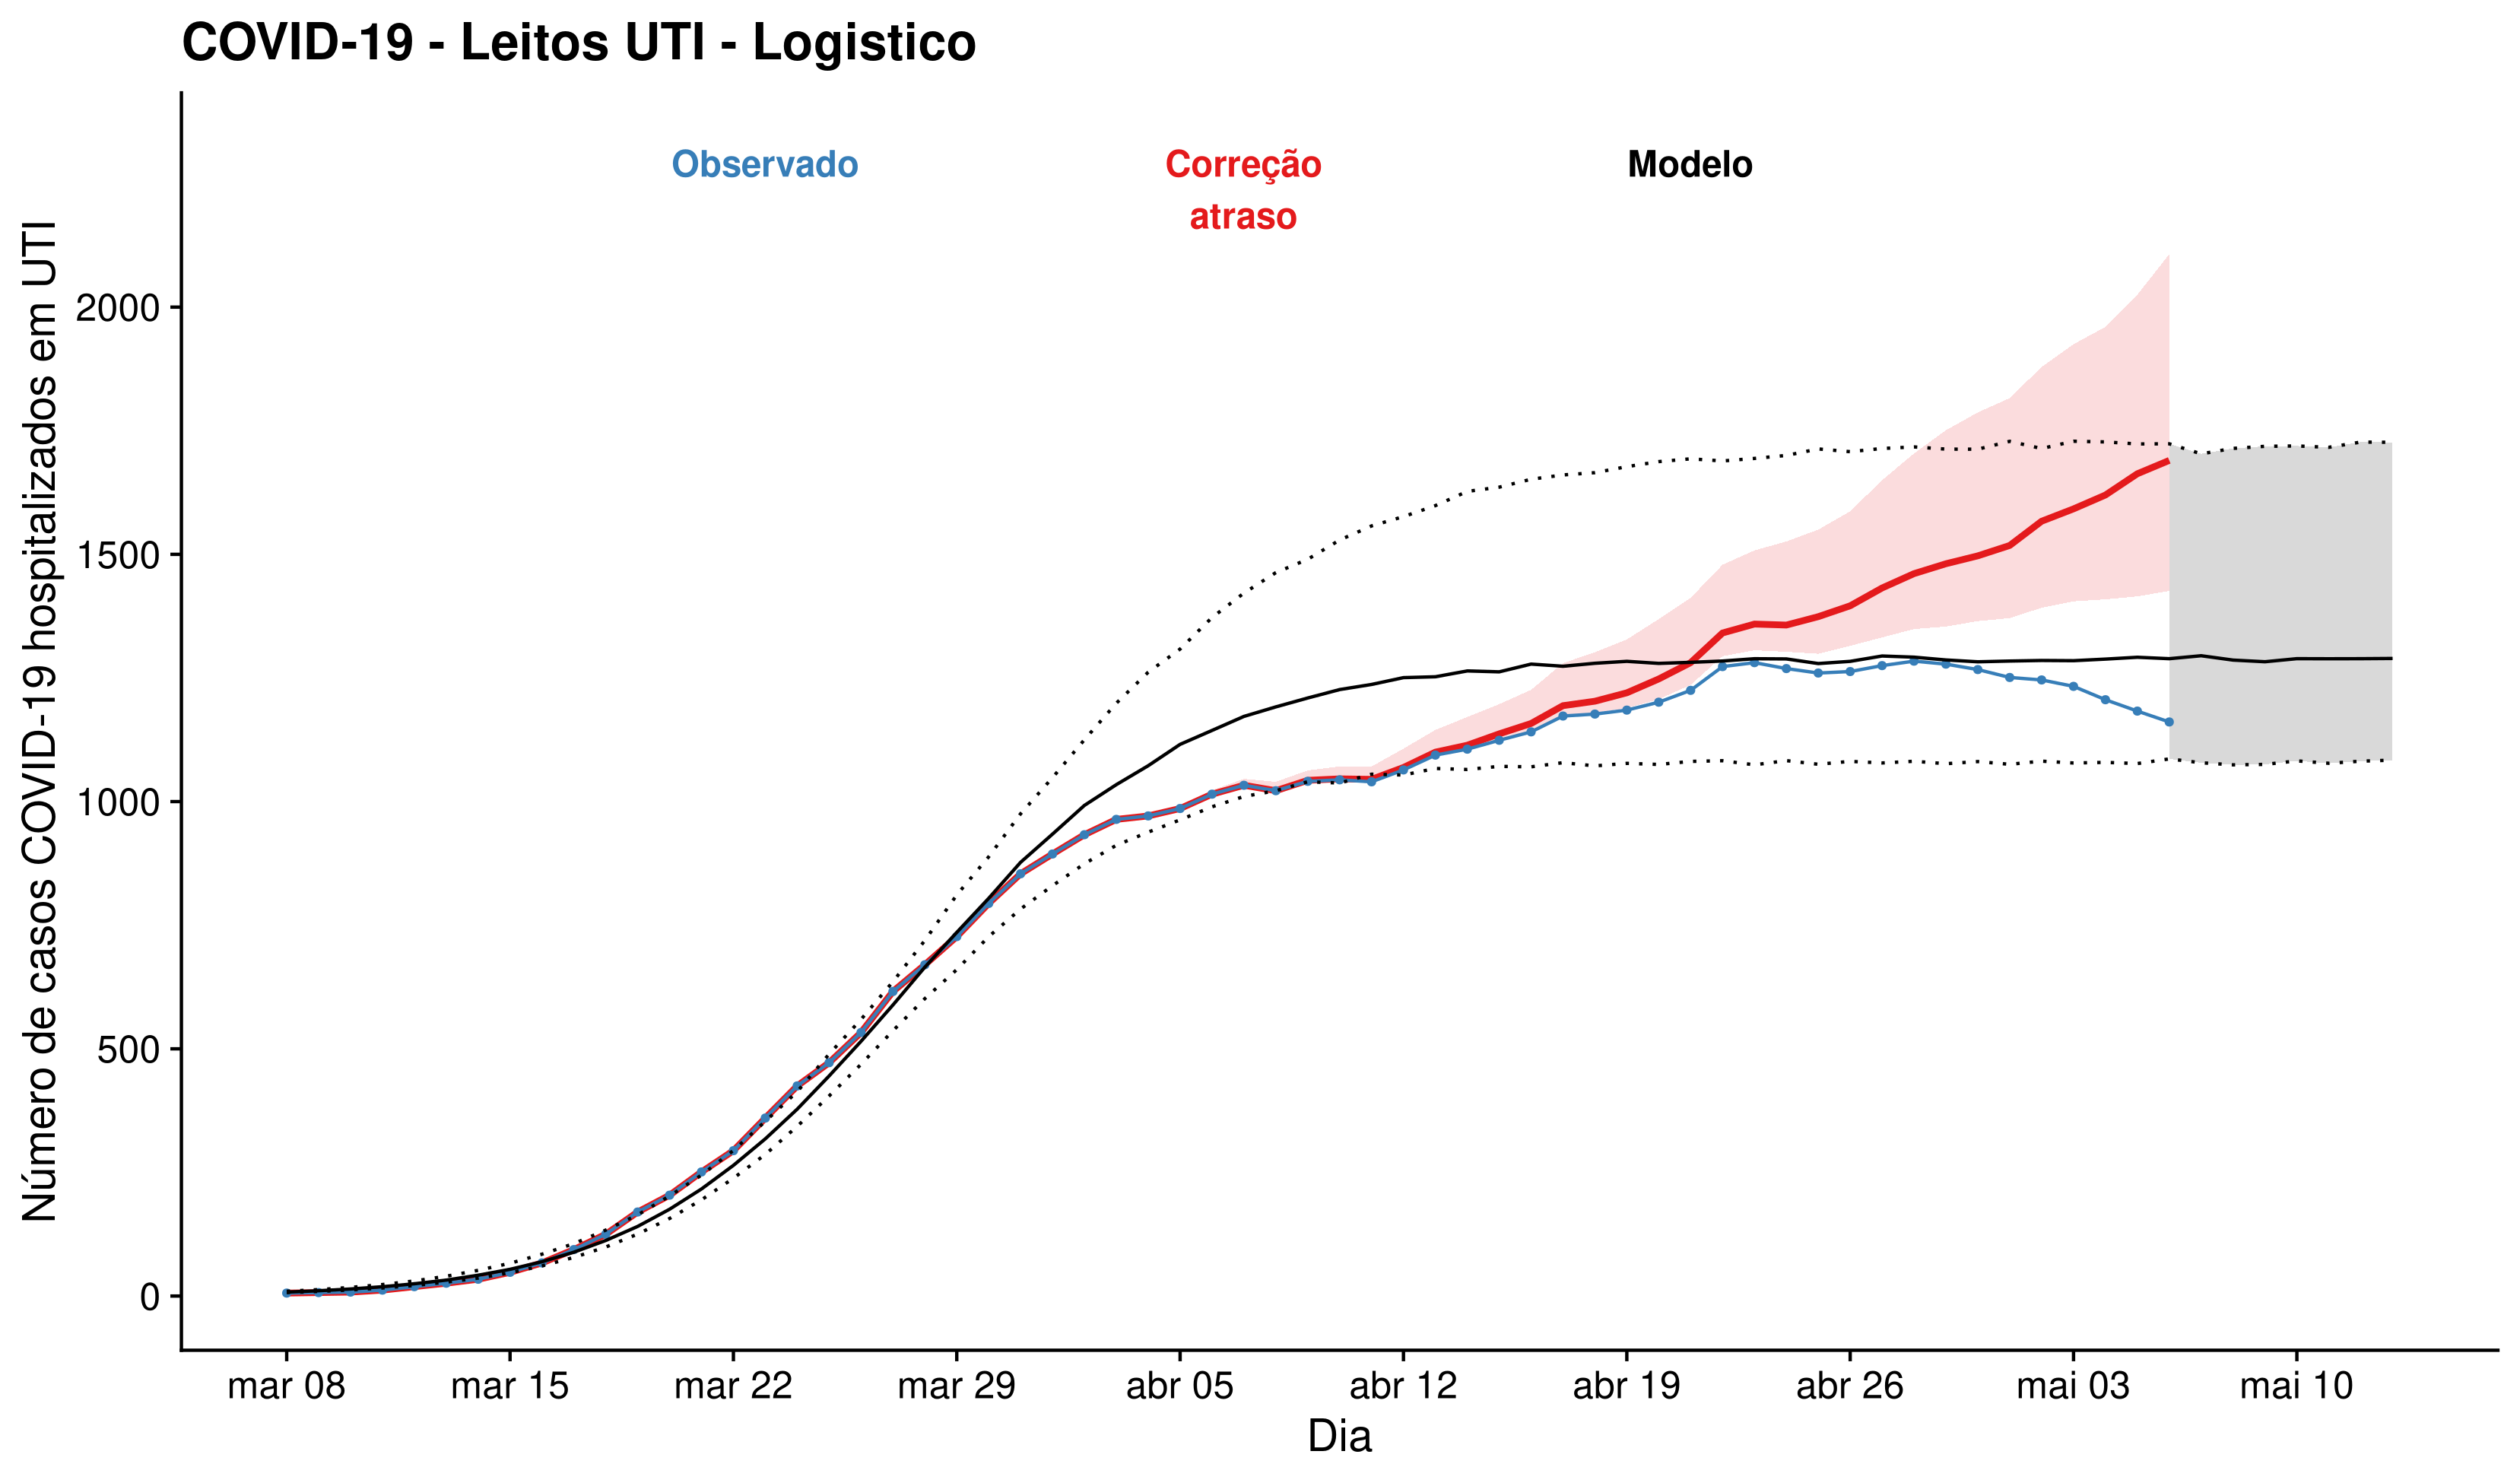 COVID-19 - Leitos UTI - Logistico
Observado
Correção
atraso
Modelo
Número de casos COVID-19 hospitalizados em UTI
2000
1500
1000
500
0
mar 08
mar 15
mar 22
mar 29
abr 05
abr 12
abr 19
abr 26
mai 03
mai 10
Dia